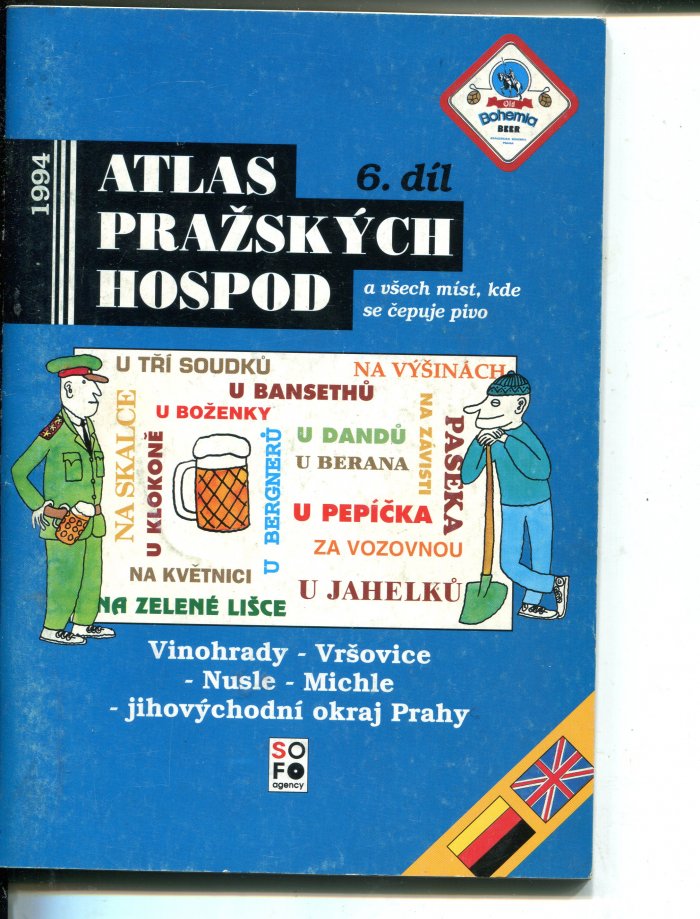 1994
ATLAS
PRAŽSKÝCH
HOSPOD
6. díl
a všech míst, kde
se čepuje pivo
Old
Bohemia
BEER
U TŘÍ SOUDKŮ
NA VÝŠINÁCH
U BANSETHŮ
U BOŽENKY
NA SKALCE
U KLOKONĚ
U BERGNERŮ
U DANDŮ
U BERANA
NA ZÁVISTI
PASEKA
U PEPÍČKA
ZA VOZOVNOU
NA KVĚTNICI
U JAHELKŮ
NA ZELENÉ LIŠCE
Vinohrady - Vršovice
- Nusle - Michle
- jihovýchodní okraj Prahy
SO
FO
agency